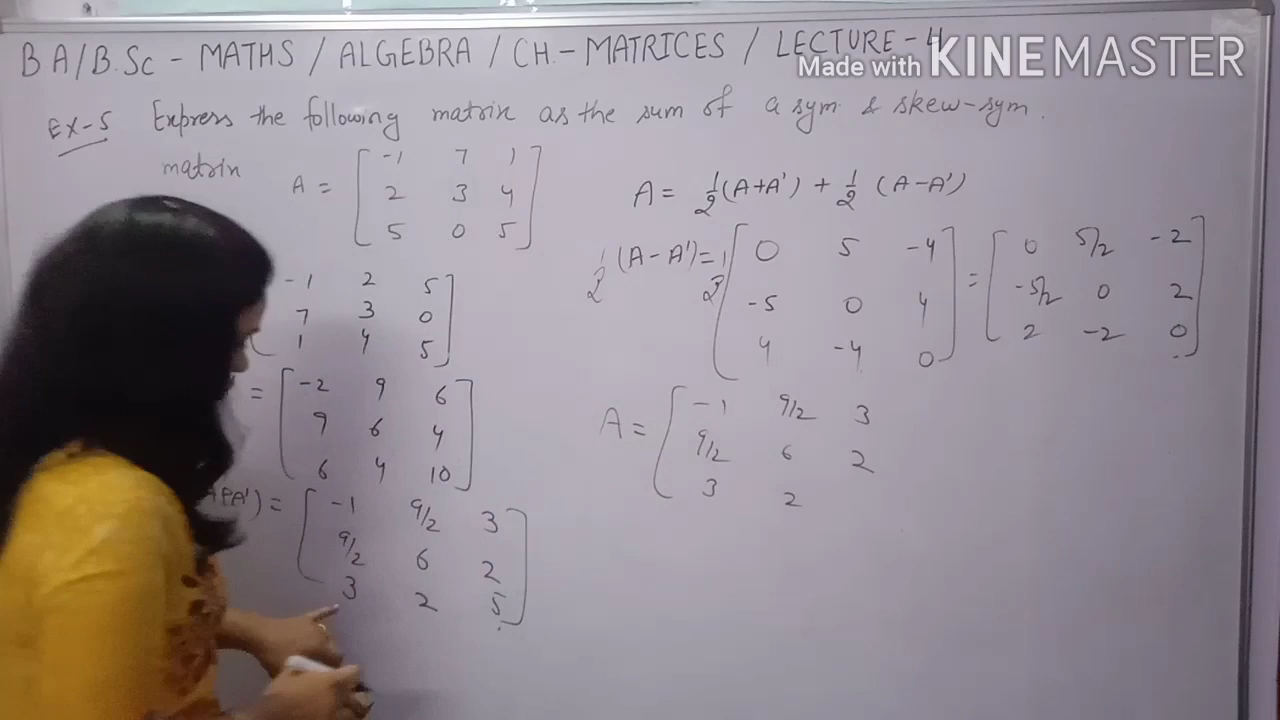 BA/B.Sc - MATHS / ALGEBRA / CH.- MATRICES / LECTURE - 4
Made with KINEMASTER
EX-5 Express the following matrix as the sum of a sym. & skew-sym.
matrix
A = [ -1 7 1
2 3 4
5 0 5 ]
-1 2 5
7 3 0
1 4 5 ]
= [ -2 9 6
9 6 4
6 4 10 ]
A') = [ -1 9/2 3
9/2 6 2
3 2 5 ]
A = 1/2 (A+A') + 1/2 (A-A')
1/2 (A-A') = 1/2 [ 0 5 -4
-5 0 4
4 -4 0 ]
= [ 0 5/2 -2
-5/2 0 2
2 -2 0 ]
A = [ -1 9/2 3
9/2 6 2
3 2